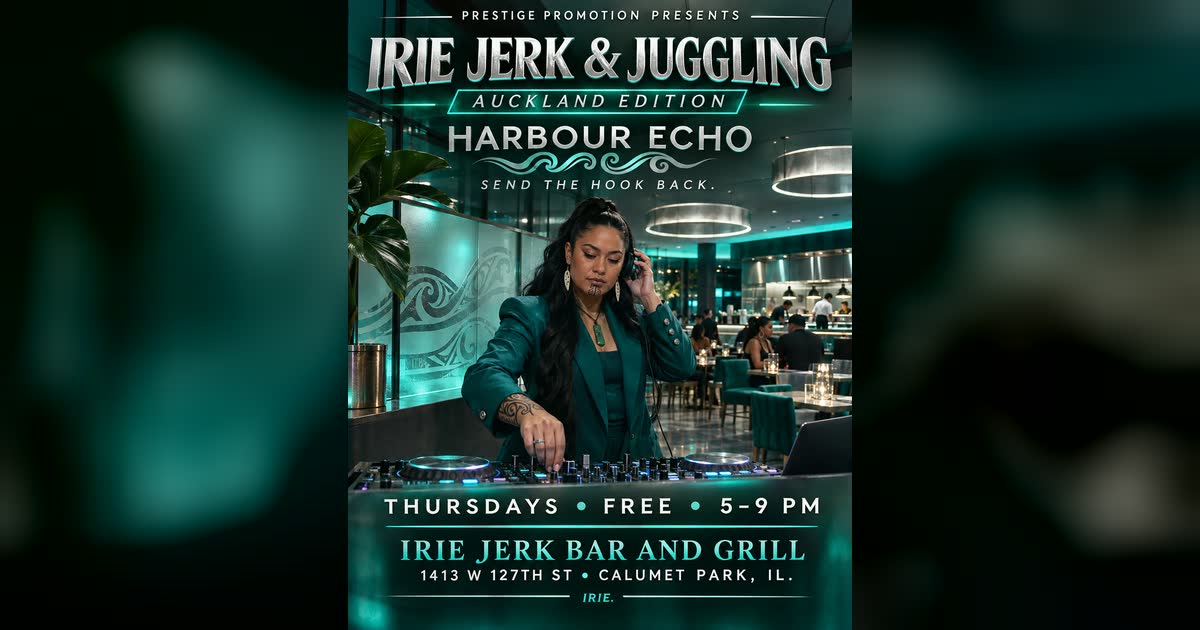 PRESTIGE PROMOTION PRESENTS
IRIE JERK & JUGGLING
AUCKLAND EDITION
HARBOUR ECHO
SEND THE HOOK BACK.
THURSDAYS • FREE • 5–9 PM
IRIE JERK BAR AND GRILL
1413 W 127TH ST • CALUMET PARK, IL.
IRIE.